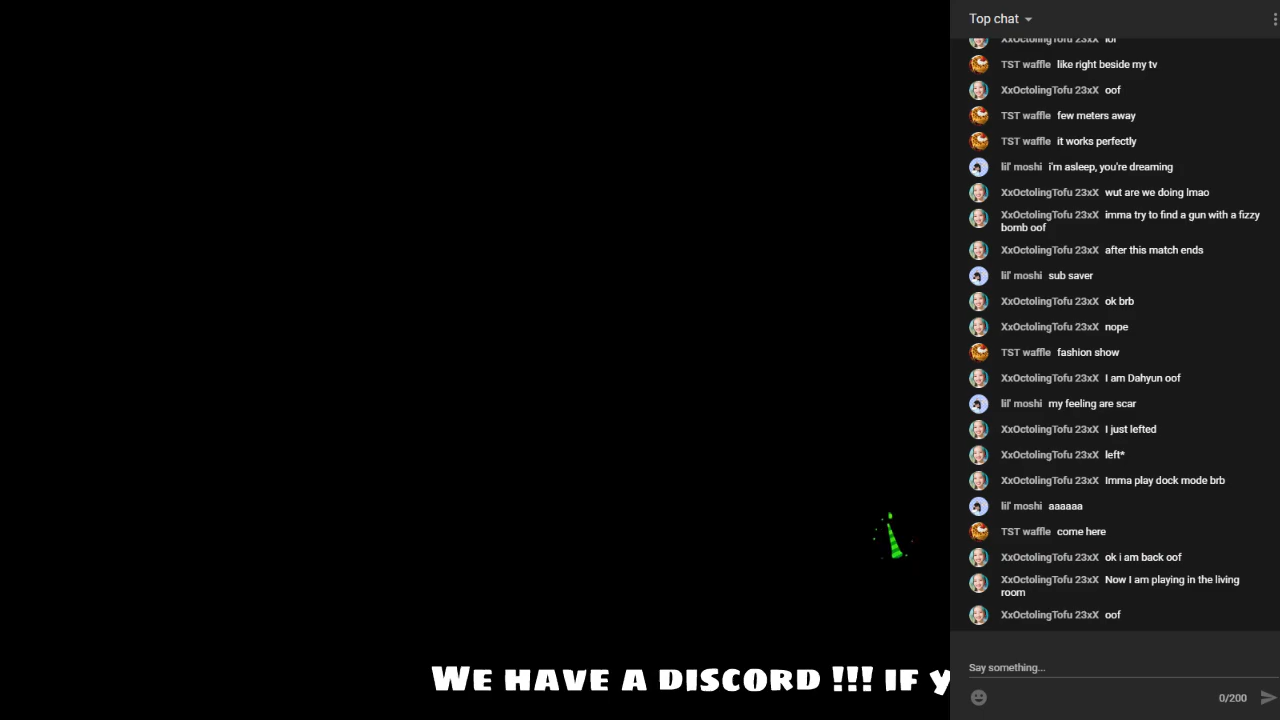 Top chat
XxOctolingTofu 23xX lol
TST waffle like right beside my tv
XxOctolingTofu 23xX oof
TST waffle few meters away
TST waffle it works perfectly
lil' moshi i'm asleep, you're dreaming
XxOctolingTofu 23xX wut are we doing lmao
XxOctolingTofu 23xX imma try to find a gun with a fizzy
bomb oof
XxOctolingTofu 23xX after this match ends
lil' moshi sub saver
XxOctolingTofu 23xX ok brb
XxOctolingTofu 23xX nope
TST waffle fashion show
XxOctolingTofu 23xX I am Dahyun oof
lil' moshi my feeling are scar
XxOctolingTofu 23xX I just lefted
XxOctolingTofu 23xX left*
XxOctolingTofu 23xX Imma play dock mode brb
lil' moshi aaaaaa
TST waffle come here
XxOctolingTofu 23xX ok i am back oof
XxOctolingTofu 23xX Now I am playing in the living
room
XxOctolingTofu 23xX oof
Say something...
0/200
We have a discord !!! if y